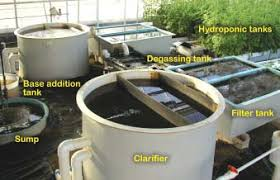 Hydroponic tanks
Degassing tank
Base addition
tank
Filter tank
Sump
Clarifier